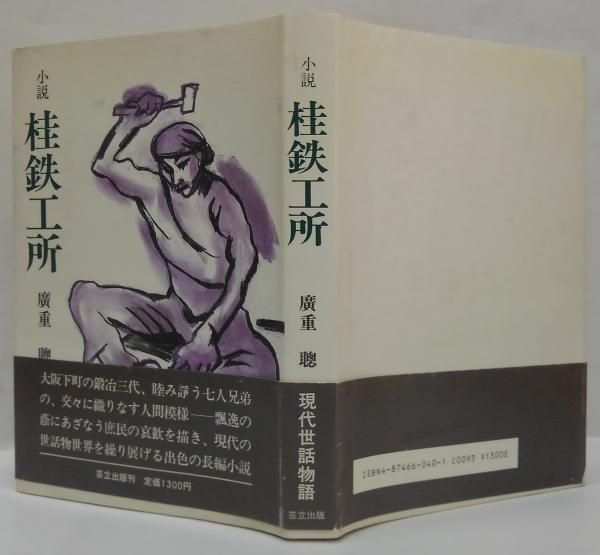 小説
桂鉄工所
廣重 聰
大阪下町の鍛冶三代、睦み諍う七人兄弟
の、交々に織りなす人間模様――飄逸の
蔭にあざなう庶民の哀歓を描き、現代の
世話物世界を繰り展げる出色の長編小説
芸立出版刊 定価1300円
小説
桂鉄工所
廣重 聰
現代世話物語
芸立出版
ISBN4-87466-040-1 C0093 ¥1300E